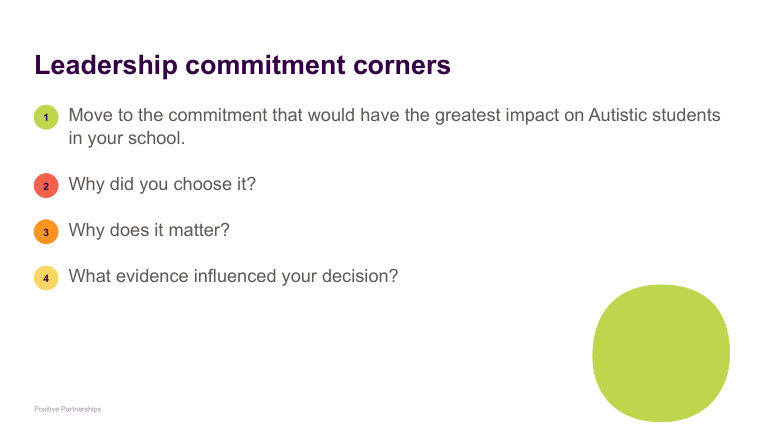 Leadership commitment corners
1 Move to the commitment that would have the greatest impact on Autistic students
in your school.
2 Why did you choose it?
3 Why does it matter?
4 What evidence influenced your decision?
Positive Partnerships